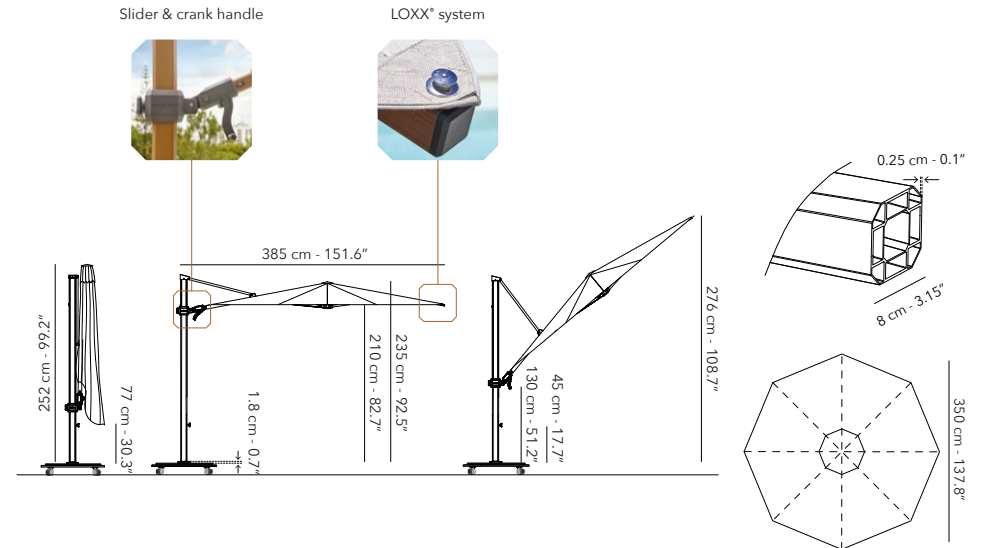 Slider & crank handle
LOXX® system
0.25 cm - 0.1″
385 cm - 151.6″
8 cm - 3.15″
252 cm - 99.2″
77 cm - 30.3″
1.8 cm - 0.7″
210 cm - 82.7″
235 cm - 92.5″
130 cm - 51.2″
45 cm - 17.7″
276 cm - 108.7″
350 cm - 137.8″